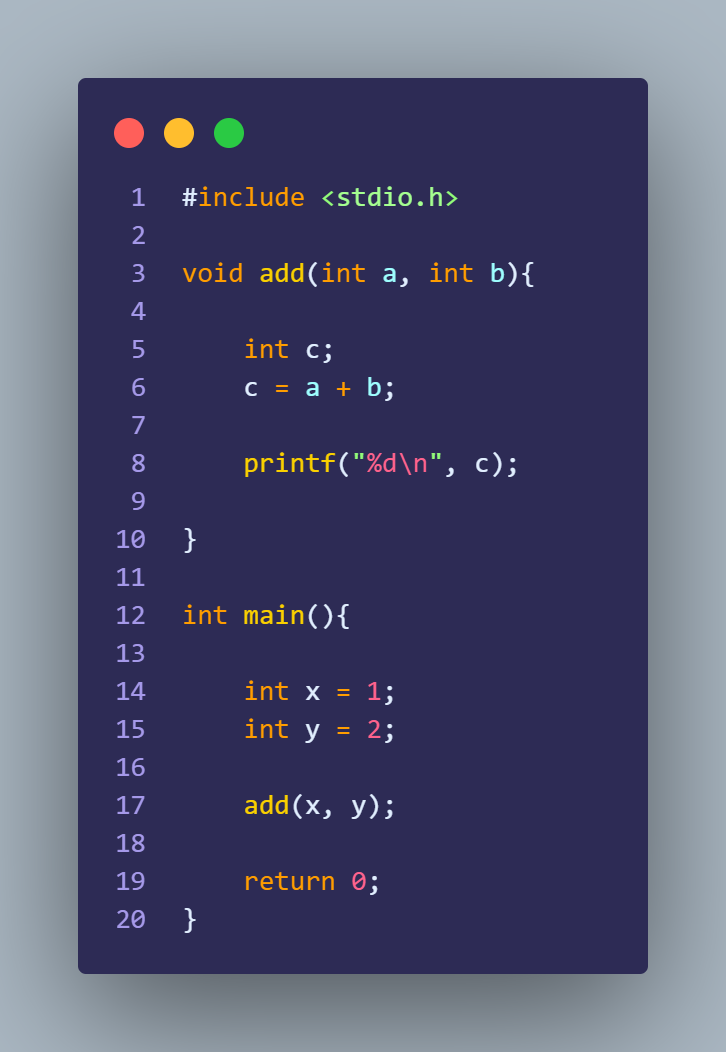 1 #include <stdio.h>
2
3 void add(int a, int b){
4
5     int c;
6     c = a + b;
7
8     printf("%d\n", c);
9
10 }
11
12 int main(){
13
14     int x = 1;
15     int y = 2;
16
17     add(x, y);
18
19     return 0;
20 }